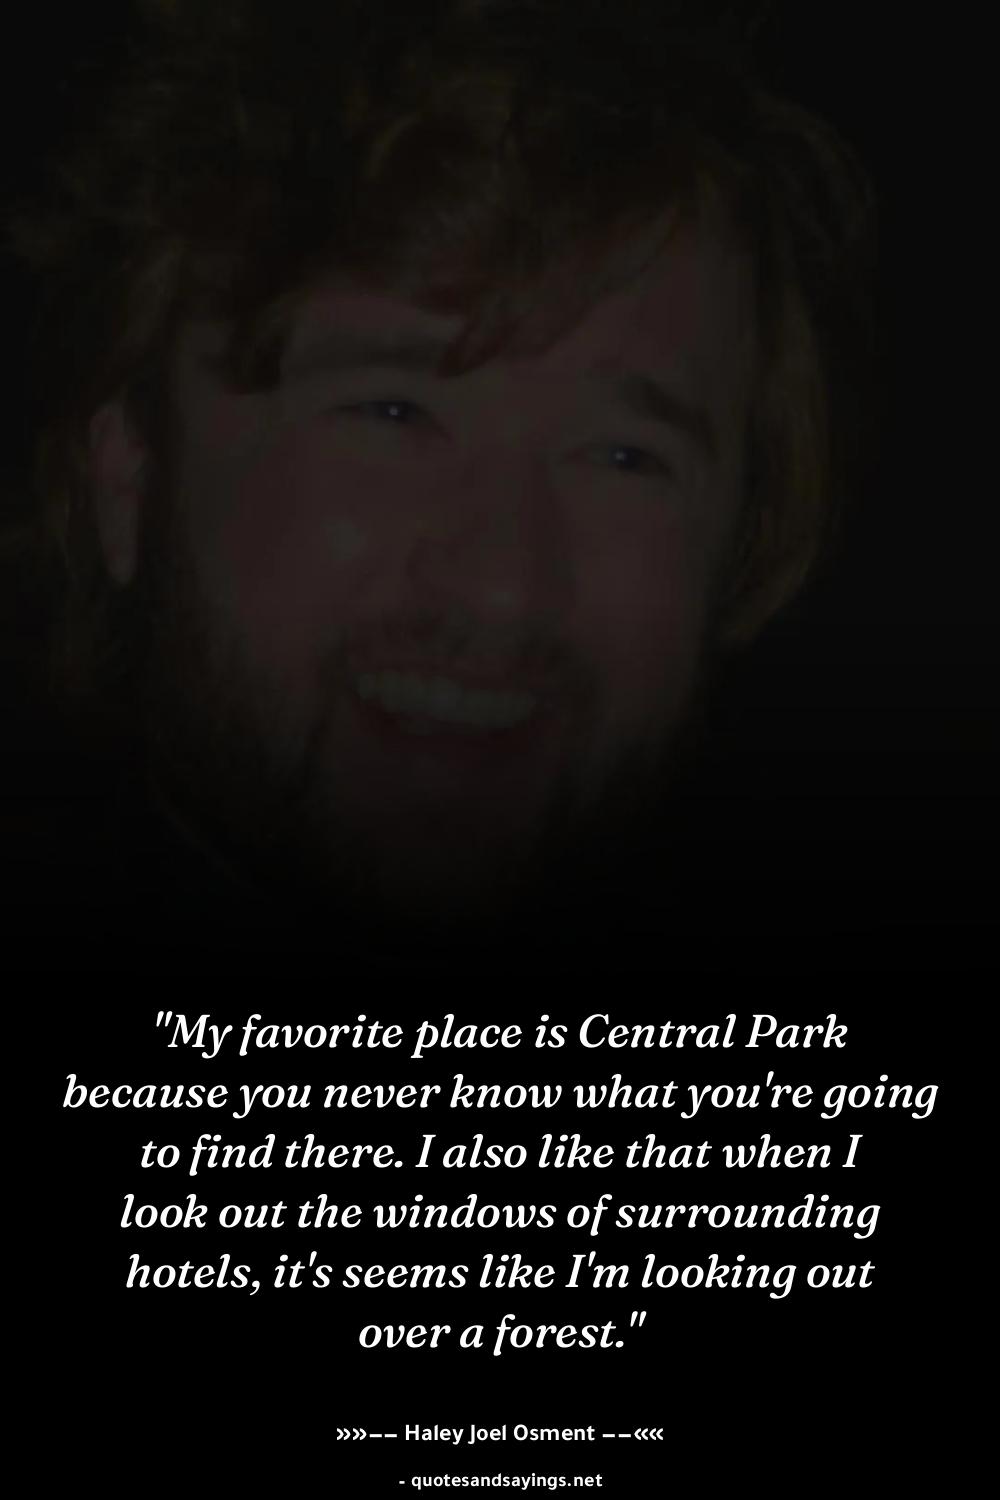 "My favorite place is Central Park
because you never know what you're going
to find there. I also like that when I
look out the windows of surrounding
hotels, it's seems like I'm looking out
over a forest."
»»−− Haley Joel Osment −−««
- quotesandsayings.net